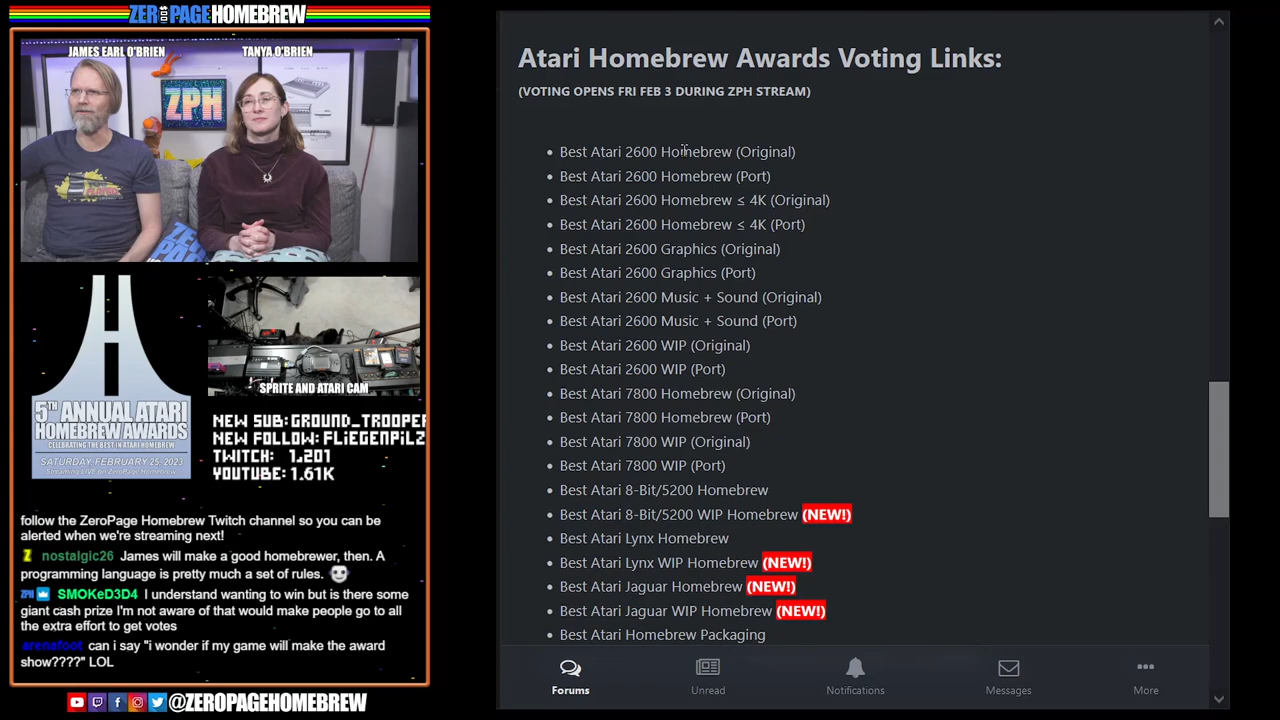 ZEROPAGE HOMEBREW
JAMES EARL O'BRIEN
TANYA O'BRIEN
ZPH
SPRITE AND ATARI CAM
5TH ANNUAL ATARI
HOMEBREW AWARDS
CELEBRATING THE BEST IN ATARI HOMEBREW
SATURDAY, FEBRUARY 25, 2023
Streaming LIVE on ZeroPage Homebrew
NEW SUB:GROUND_TROOPER
NEW FOLLOW:FLIEGENPILZ
TWITCH: 1,201
YOUTUBE: 1.61K
follow the ZeroPage Homebrew Twitch channel so you can be
alerted when we're streaming next!
nostalgic26 James will make a good homebrewer, then. A
programming language is pretty much a set of rules.
SMOKeD3D4 I understand wanting to win but is there some
giant cash prize I'm not aware of that would make people go to all
the extra effort to get votes
arenafoot can i say "i wonder if my game will make the award
show????" LOL
@ZEROPAGEHOMEBREW
Atari Homebrew Awards Voting Links:
(VOTING OPENS FRI FEB 3 DURING ZPH STREAM)
• Best Atari 2600 Homebrew (Original)
• Best Atari 2600 Homebrew (Port)
• Best Atari 2600 Homebrew ≤ 4K (Original)
• Best Atari 2600 Homebrew ≤ 4K (Port)
• Best Atari 2600 Graphics (Original)
• Best Atari 2600 Graphics (Port)
• Best Atari 2600 Music + Sound (Original)
• Best Atari 2600 Music + Sound (Port)
• Best Atari 2600 WIP (Original)
• Best Atari 2600 WIP (Port)
• Best Atari 7800 Homebrew (Original)
• Best Atari 7800 Homebrew (Port)
• Best Atari 7800 WIP (Original)
• Best Atari 7800 WIP (Port)
• Best Atari 8-Bit/5200 Homebrew
• Best Atari 8-Bit/5200 WIP Homebrew (NEW!)
• Best Atari Lynx Homebrew
• Best Atari Lynx WIP Homebrew (NEW!)
• Best Atari Jaguar Homebrew (NEW!)
• Best Atari Jaguar WIP Homebrew (NEW!)
• Best Atari Homebrew Packaging
Forums
Unread
Notifications
Messages
More